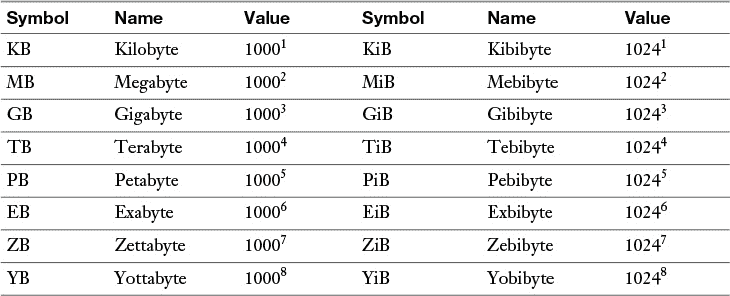 Symbol Name Value Symbol Name Value
KB Kilobyte 1000¹ KiB Kibibyte 1024¹
MB Megabyte 1000² MiB Mebibyte 1024²
GB Gigabyte 1000³ GiB Gibibyte 1024³
TB Terabyte 1000⁴ TiB Tebibyte 1024⁴
PB Petabyte 1000⁵ PiB Pebibyte 1024⁵
EB Exabyte 1000⁶ EiB Exbibyte 1024⁶
ZB Zettabyte 1000⁷ ZiB Zebibyte 1024⁷
YB Yottabyte 1000⁸ YiB Yobibyte 1024⁸